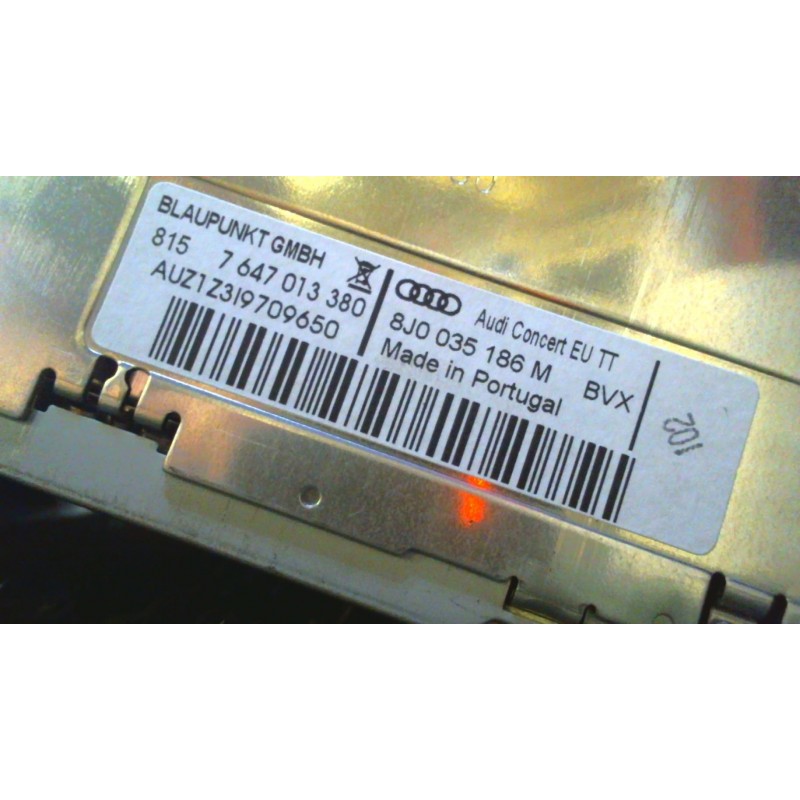 BLAUPUNKT GMBH
815 7 647 013 380
AUZ1Z3I9709650
Audi Concert EU TT
8J0 035 186 M BVX
Made in Portugal
102